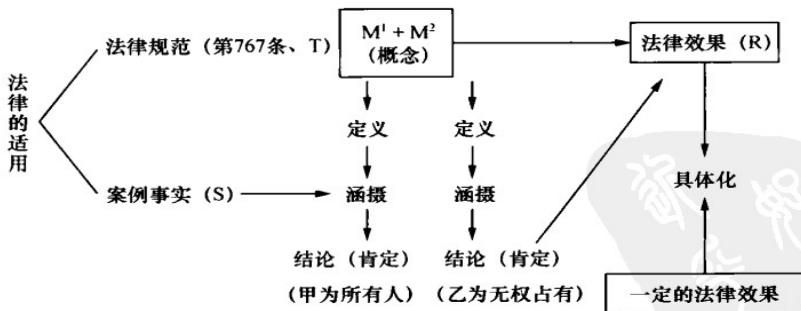 法律的适用
法律规范（第767条、T）
M¹ + M²
（概念）
法律效果（R）
定义 定义
案例事实（S） 涵摄 涵摄 具体化
结论（肯定） 结论（肯定）
（甲为所有人）（乙为无权占有） 一定的法律效果